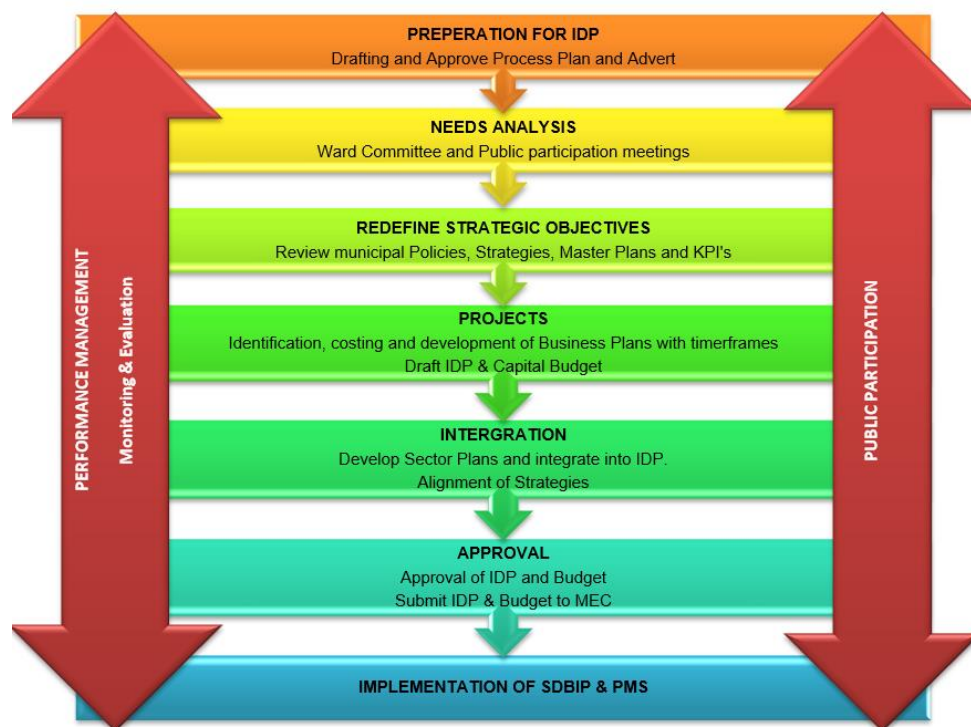 PREPERATION FOR IDP
Drafting and Approve Process Plan and Advert
NEEDS ANALYSIS
Ward Committee and Public participation meetings
REDEFINE STRATEGIC OBJECTIVES
Review municipal Policies, Strategies, Master Plans and KPI's
PROJECTS
Identification, costing and development of Business Plans with timerframes
Draft IDP & Capital Budget
INTERGRATION
Develop Sector Plans and integrate into IDP.
Alignment of Strategies
APPROVAL
Approval of IDP and Budget
Submit IDP & Budget to MEC
IMPLEMENTATION OF SDBIP & PMS
PERFORMANCE MANAGEMENT
Monitoring & Evaluation
PUBLIC PARTICIPATION